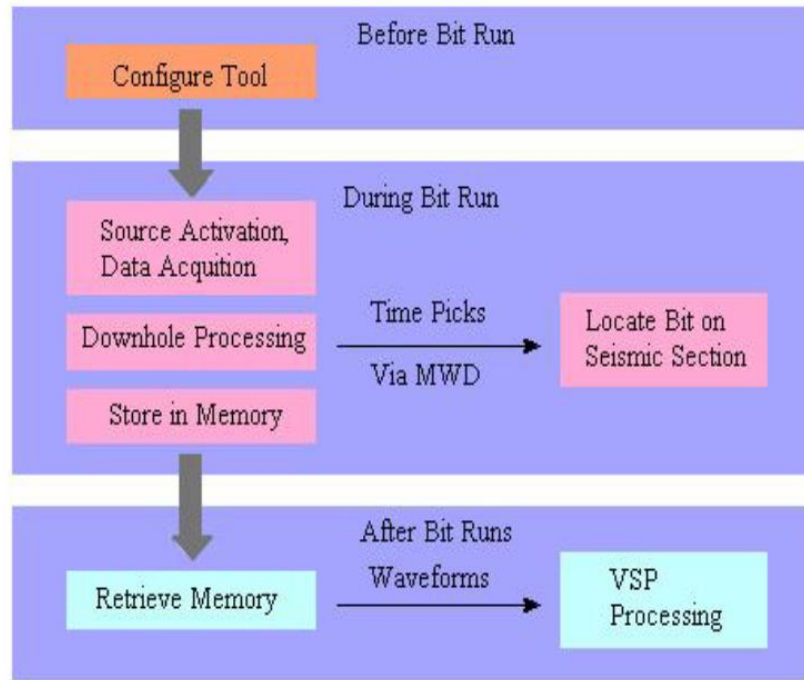 Before Bit Run
Configure Tool
During Bit Run
Source Activation,
Data Acquition
Downhole Processing
Store in Memory
Time Picks
Via MWD
Locate Bit on
Seismic Section
After Bit Runs
Retrieve Memory
Waveforms
VSP
Processing